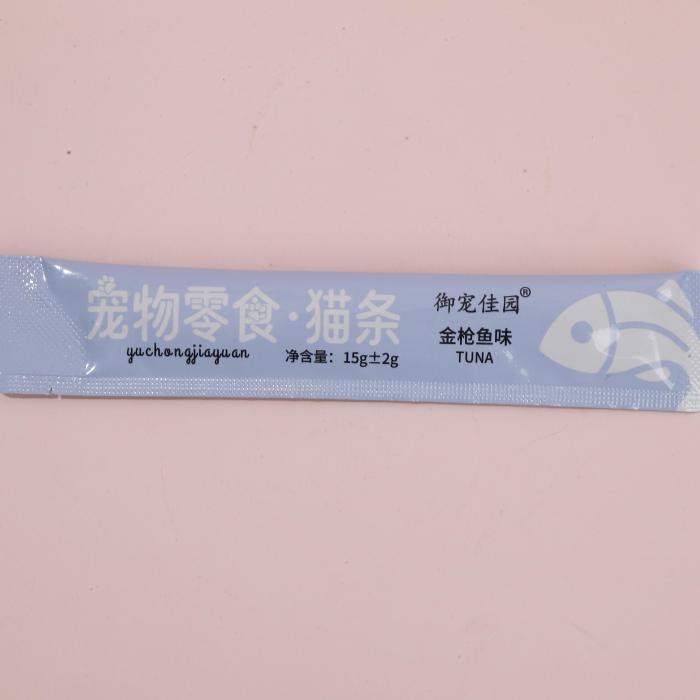 宠物零食·猫条
yuchongjiayuan
净含量：15g±2g
御宠佳园®
金枪鱼味
TUNA